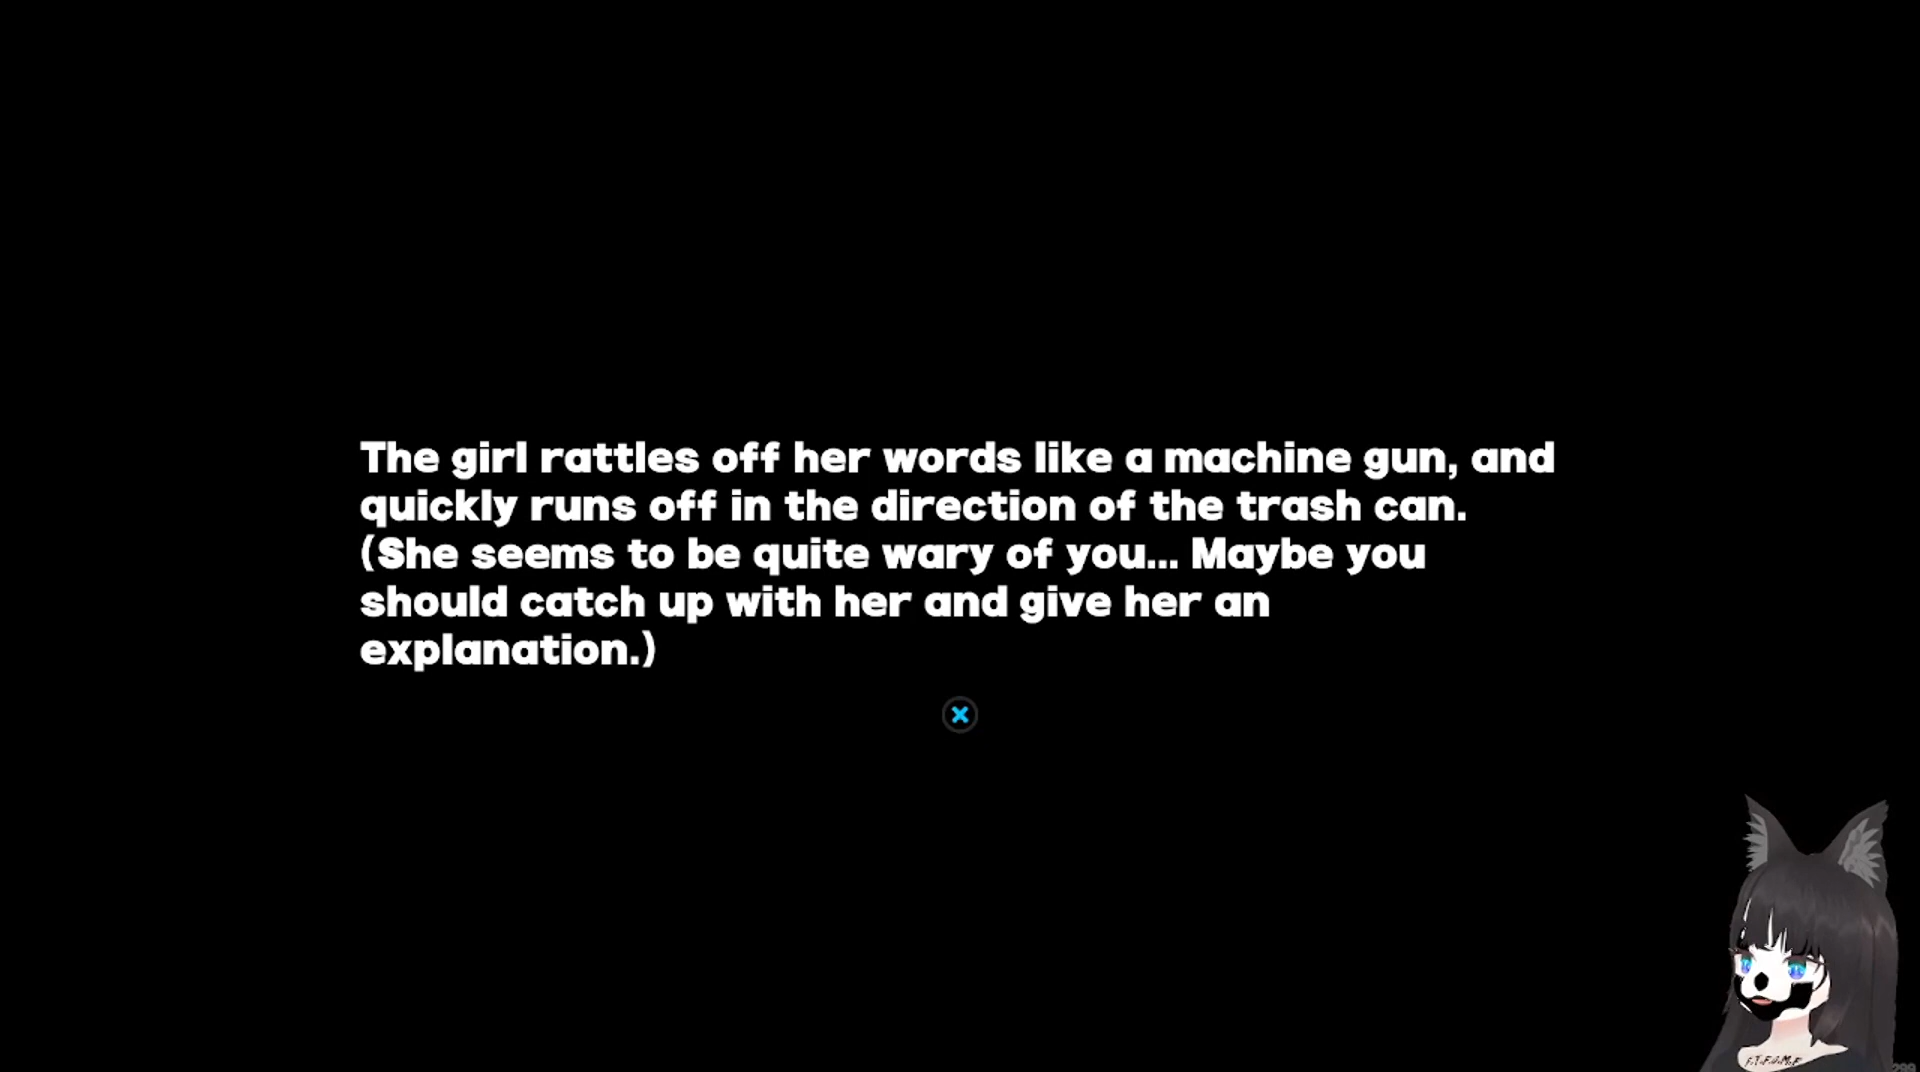 The girl rattles off her words like a machine gun, and
quickly runs off in the direction of the trash can.
(She seems to be quite wary of you... Maybe you
should catch up with her and give her an
explanation.)